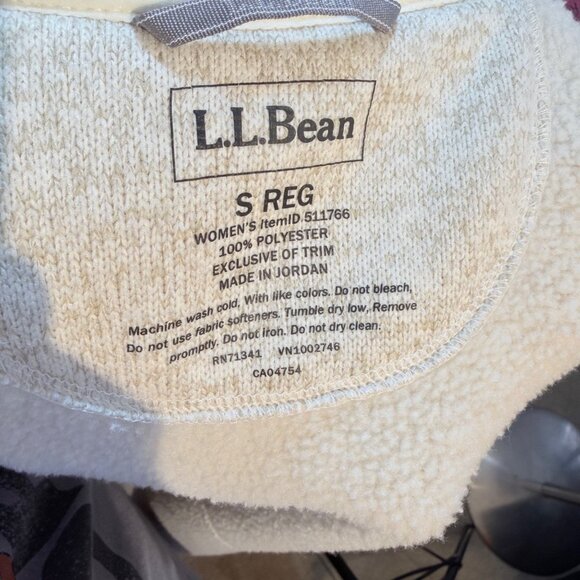 L.L.Bean
S REG
WOMEN'S ItemID 511766
100% POLYESTER
EXCLUSIVE OF TRIM
MADE IN JORDAN
Machine wash cold, With like colors. Do not bleach,
Do not use fabric softeners. Tumble dry low, Remove
promptly. Do not iron. Do not dry clean.
RN71341 VN1002746
CA04754